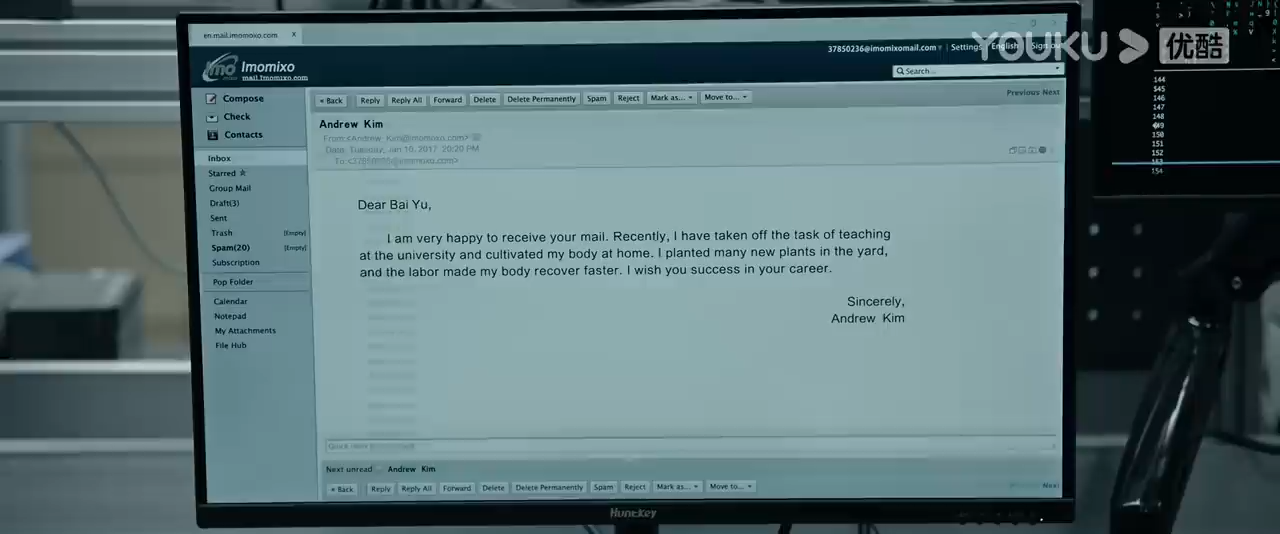 en.mail.imomoxo.com x
YOUKU 优酷
37850236@imomixomail.com Settings English Sign out
Imo Imomixo
mail.Imomixo.com
Search...
Compose
Check
Contacts
« Back Reply Reply All Forward Delete Delete Permanently Spam Reject Mark as... Move to...
Previous Next
Andrew Kim
From:<Andrew_Kim@imomixo.com>
Date: Tuesday, Jan 10, 2017 20:20 PM
Inbox
Starred
Group Mail
Draft(3)
Sent
Trash [Empty]
Spam(20) [Empty]
Subscription
Pop Folder
Calendar
Notepad
My Attachments
File Hub
Dear Bai Yu,
I am very happy to receive your mail. Recently, I have taken off the task of teaching
at the university and cultivated my body at home. I planted many new plants in the yard,
and the labor made my body recover faster. I wish you success in your career.
Sincerely,
Andrew Kim
Next unread Andrew Kim
« Back Reply Reply All Forward Delete Delete Permanently Spam Reject Mark as... Move to...
Next
HuntKey
144
145
146
147
148
150
151
152
153
154